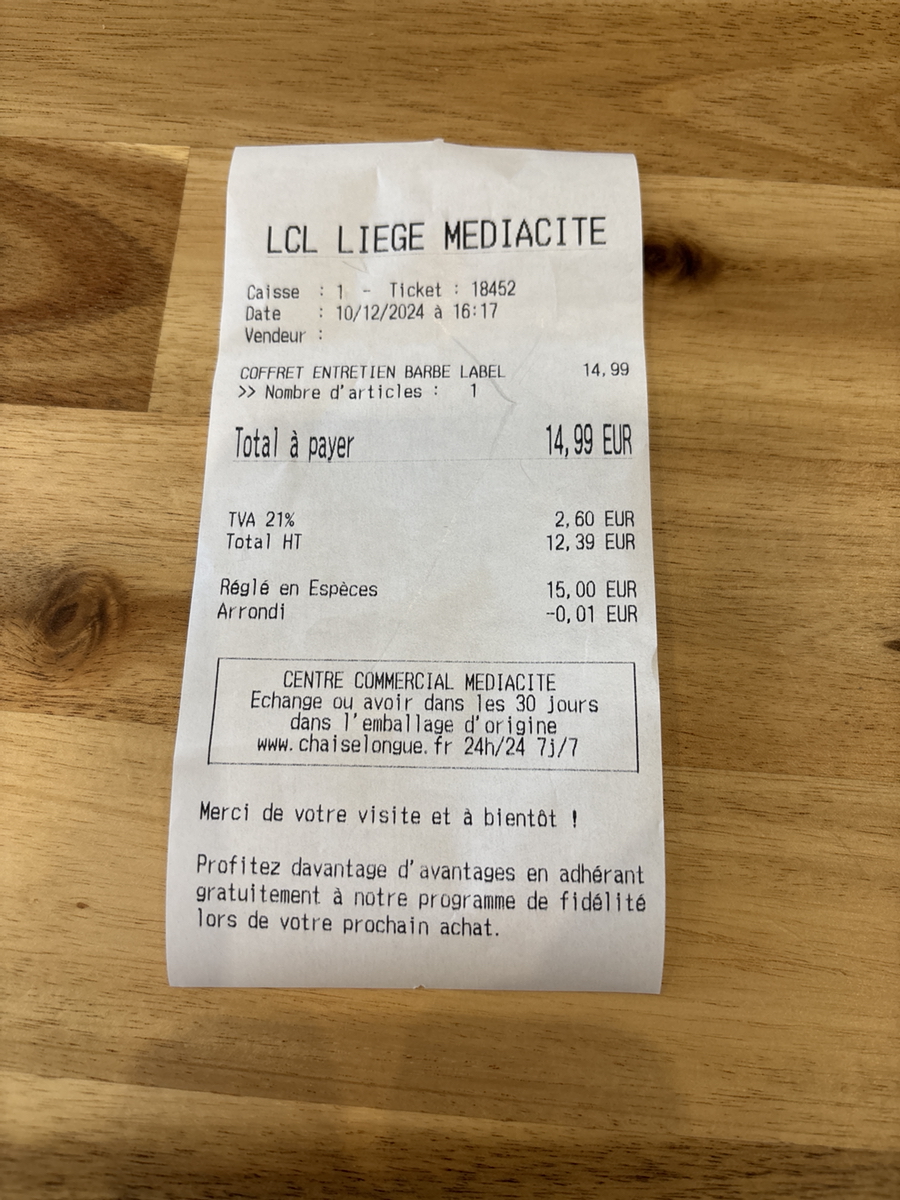 LCL LIEGE MEDIACITE
Caisse : 1 - Ticket : 18452
Date : 10/12/2024 à 16:17
Vendeur :
COFFRET ENTRETIEN BARBE LABEL 14,99
>> Nombre d'articles : 1
Total à payer 14,99 EUR
TVA 21% 2,60 EUR
Total HT 12,39 EUR
Réglé en Espèces 15,00 EUR
Arrondi -0,01 EUR
CENTRE COMMERCIAL MEDIACITE
Echange ou avoir dans les 30 jours
dans l'emballage d'origine
www.chaiselongue.fr 24h/24 7j/7
Merci de votre visite et à bientôt !
Profitez davantage d'avantages en adhérant
gratuitement à notre programme de fidélité
lors de votre prochain achat.